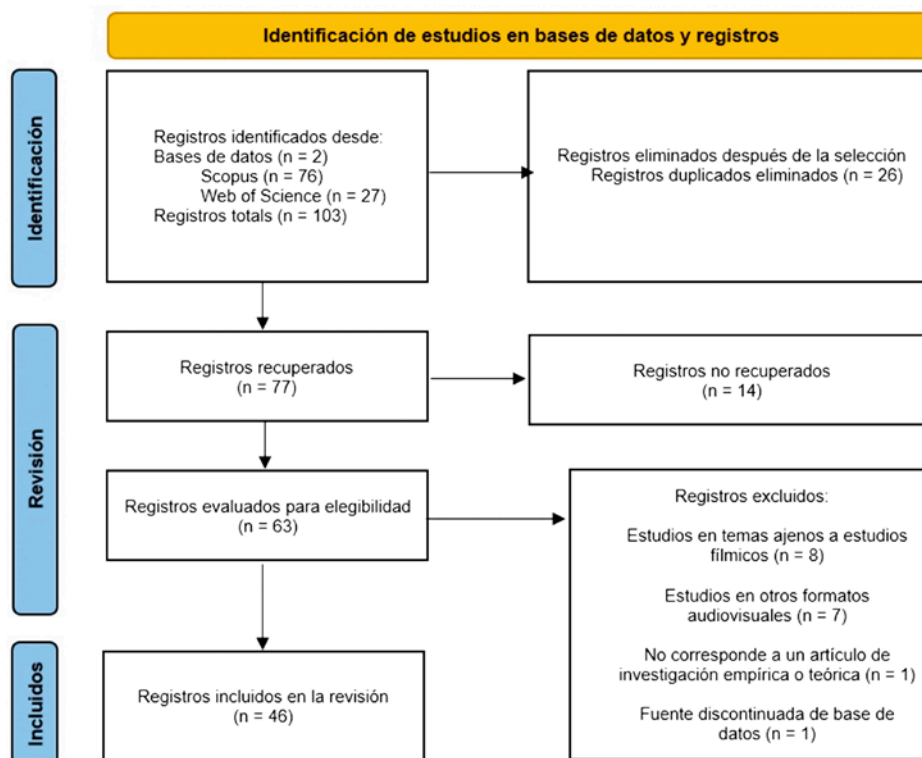 Identificación de estudios en bases de datos y registros
Identificación
Registros identificados desde:
Bases de datos (n = 2)
Scopus (n = 76)
Web of Science (n = 27)
Registros totals (n = 103)
Registros eliminados después de la selección
Registros duplicados eliminados (n = 26)
Revisión
Registros recuperados
(n = 77)
Registros no recuperados
(n = 14)
Registros evaluados para elegibilidad
(n = 63)
Registros excluidos:
Estudios en temas ajenos a estudios
fílmicos (n = 8)
Estudios en otros formatos
audiovisuales (n = 7)
No corresponde a un artículo de
investigación empírica o teórica (n = 1)
Fuente discontinuada de base de
datos (n = 1)
Incluidos
Registros incluidos en la revisión
(n = 46)